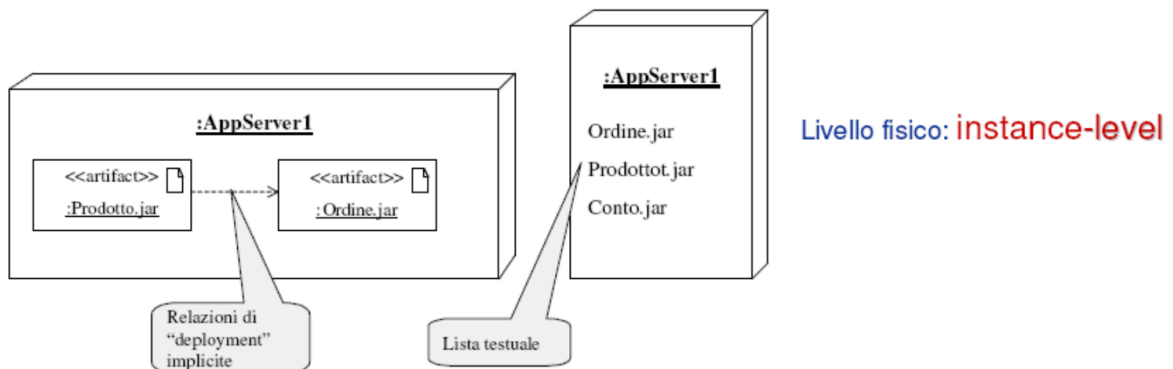 :AppServer1
<<artifact>>
:Prodotto.jar
<<artifact>>
:Ordine.jar
Relazioni di
“deployment”
implicite
:AppServer1
Ordine.jar
Prodottot.jar
Conto.jar
Lista testuale
Livello fisico: instance-level